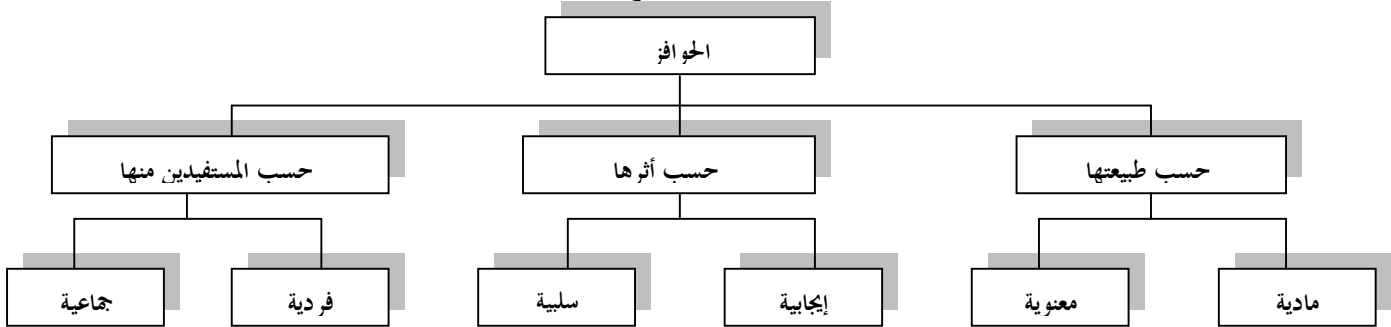 الحوافز
حسب طبيعتها
حسب أثرها
حسب المستفيدين منها
مادية
معنوية
إيجابية
سلبية
فردية
جماعية